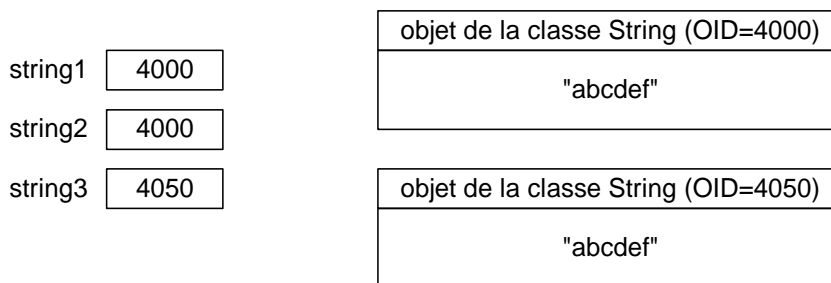 string1 4000
string2 4000
string3 4050
objet de la classe String (OID=4000)
"abcdef"
objet de la classe String (OID=4050)
"abcdef"